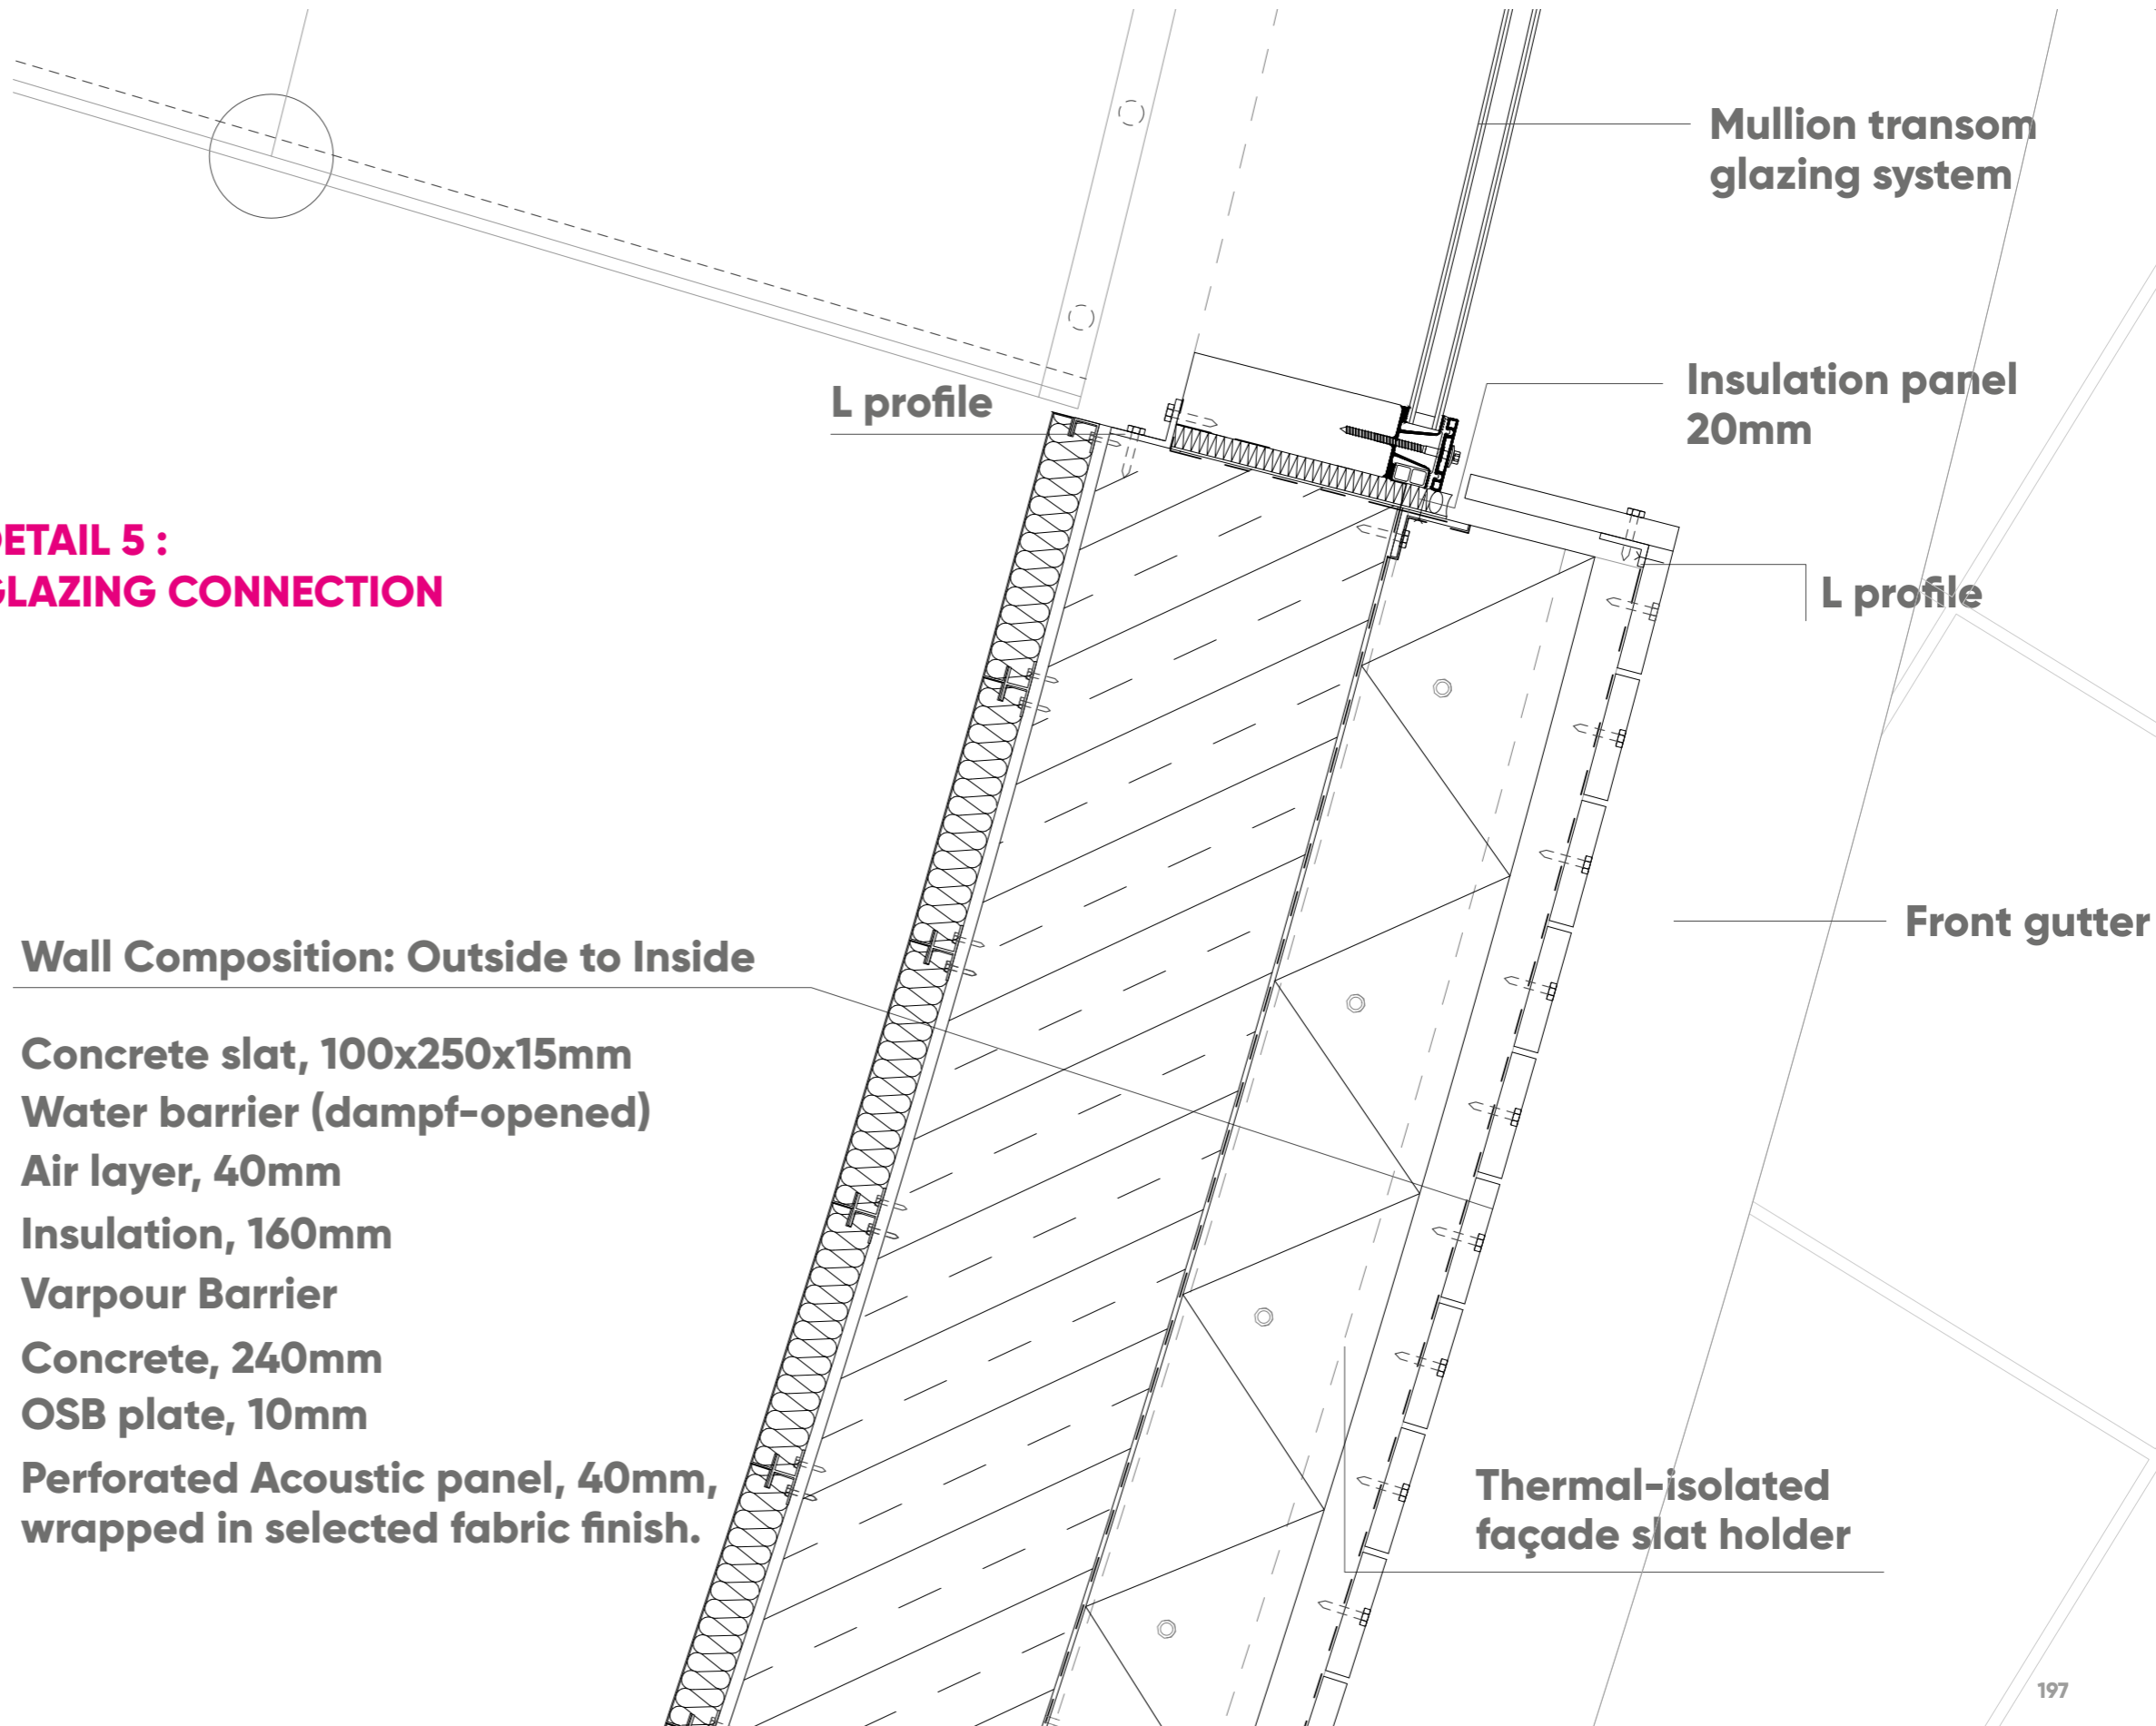 Mullion transom
glazing system
Insulation panel
20mm
L profile
DETAIL 5 :
GLAZING CONNECTION
L profile
Front gutter
Wall Composition: Outside to Inside
Concrete slat, 100x250x15mm
Water barrier (dampf-opened)
Air layer, 40mm
Insulation, 160mm
Varpour Barrier
Concrete, 240mm
OSB plate, 10mm
Perforated Acoustic panel, 40mm,
wrapped in selected fabric finish.
Thermal-isolated
façade slat holder
197